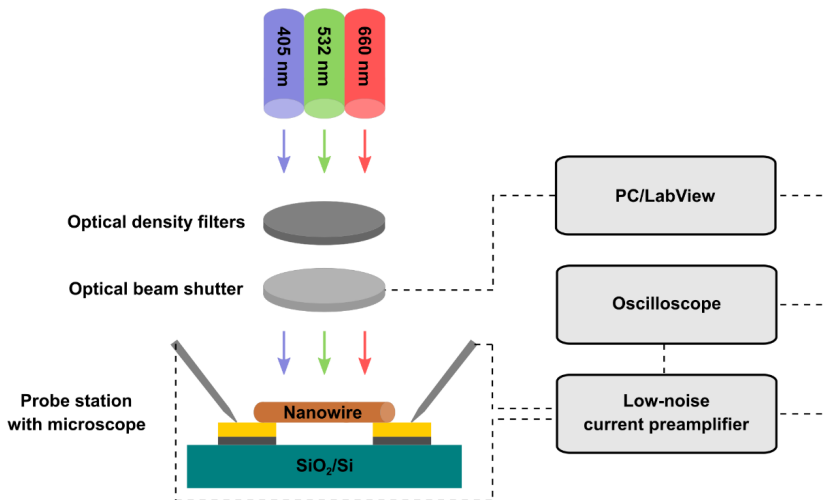 405 nm
532 nm
660 nm
Optical density filters
Optical beam shutter
Probe station
with microscope
Nanowire
SiO₂/Si
PC/LabView
Oscilloscope
Low-noise
current preamplifier